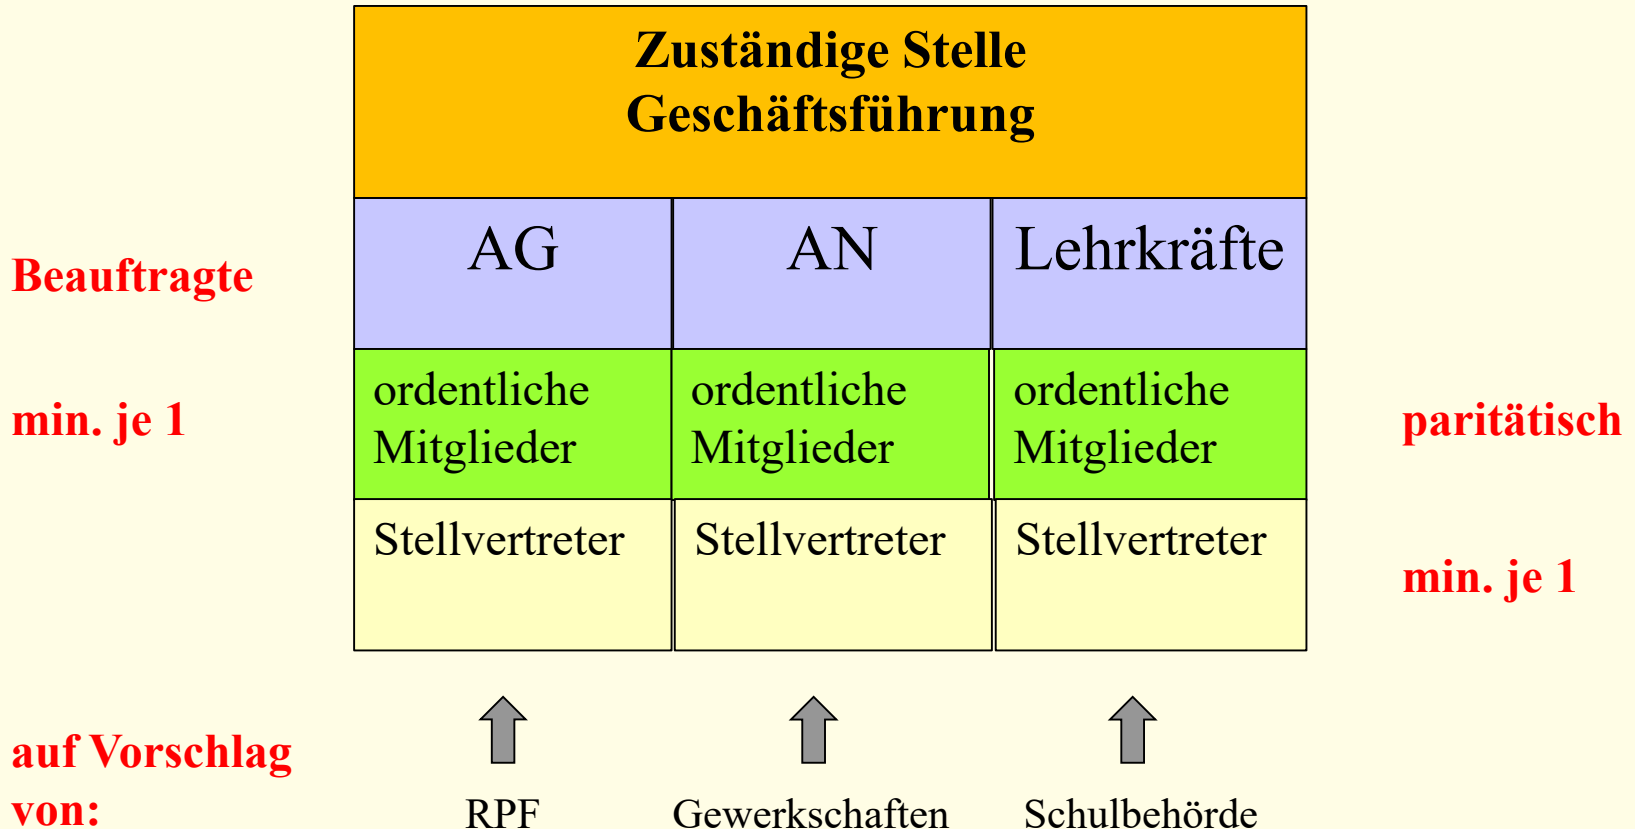 Zuständige Stelle
Geschäftsführung
AG AN Lehrkräfte
Beauftragte
ordentliche ordentliche ordentliche
min. je 1 paritätisch
Mitglieder Mitglieder Mitglieder
Stellvertreter Stellvertreter Stellvertreter
min. je 1
auf Vorschlag
von: RPF Gewerkschaften Schulbehörde